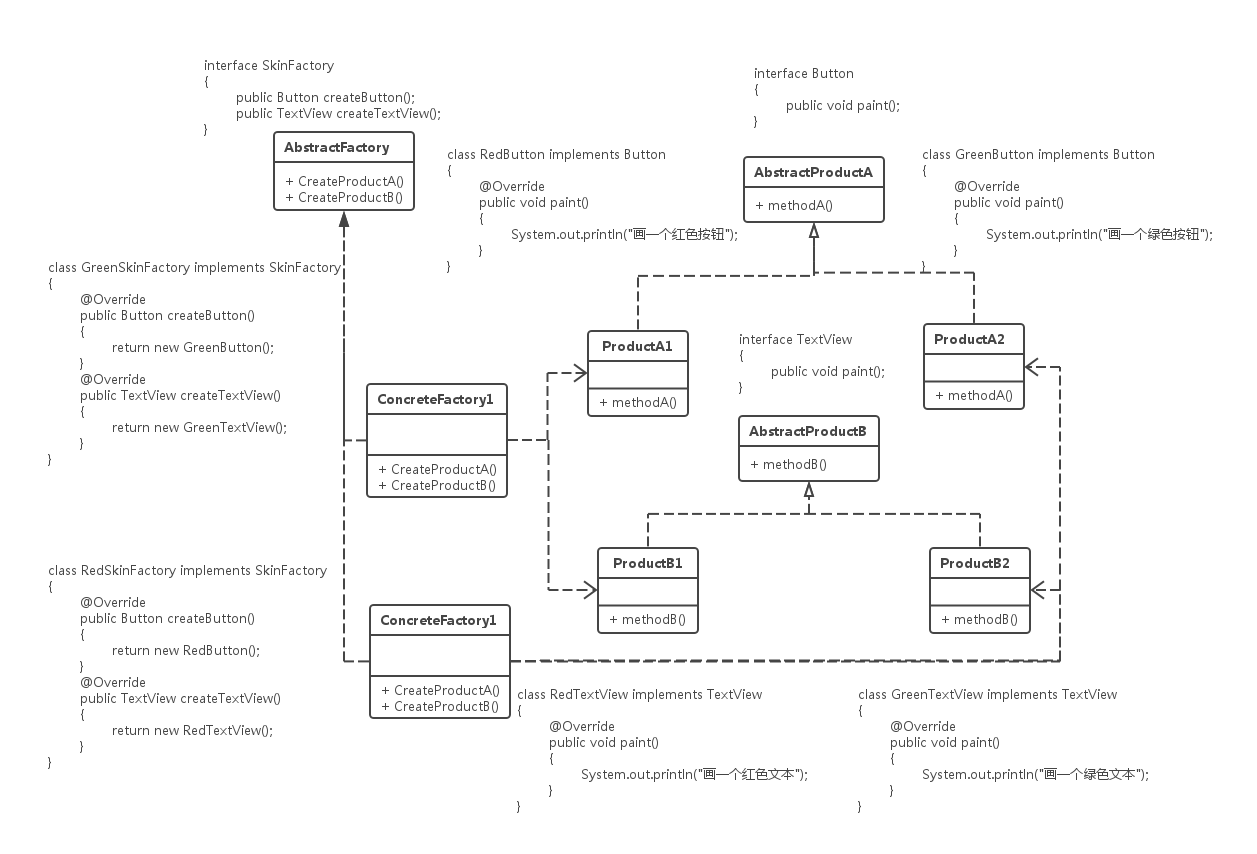 interface SkinFactory
{
public Button createButton();
public TextView createTextView();
}
AbstractFactory
+ CreateProductA()
+ CreateProductB()
interface Button
{
public void paint();
}
AbstractProductA
+ methodA()
class RedButton implements Button
{
@Override
public void paint()
{
System.out.println("画一个红色按钮");
}
}
class GreenButton implements Button
{
@Override
public void paint()
{
System.out.println("画一个绿色按钮");
}
}
class GreenSkinFactory implements SkinFactory
{
@Override
public Button createButton()
{
return new GreenButton();
}
@Override
public TextView createTextView()
{
return new GreenTextView();
}
}
ConcreteFactory1
+ CreateProductA()
+ CreateProductB()
ProductA1
+ methodA()
interface TextView
{
public void paint();
}
AbstractProductB
+ methodB()
ProductA2
+ methodA()
ProductB1
+ methodB()
ProductB2
+ methodB()
class RedSkinFactory implements SkinFactory
{
@Override
public Button createButton()
{
return new RedButton();
}
@Override
public TextView createTextView()
{
return new RedTextView();
}
}
ConcreteFactory1
+ CreateProductA()
+ CreateProductB()
class RedTextView implements TextView
{
@Override
public void paint()
{
System.out.println("画一个红色文本");
}
}
class GreenTextView implements TextView
{
@Override
public void paint()
{
System.out.println("画一个绿色文本");
}
}